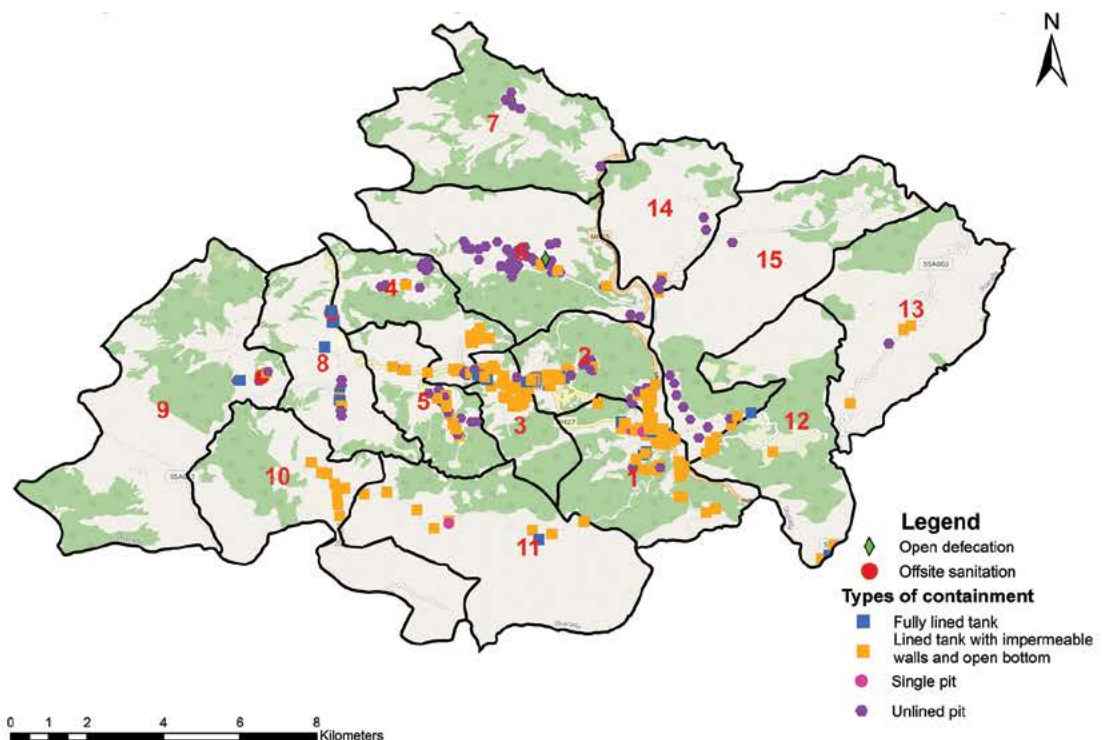 N
7
14
6
15
SSA003
13
4
8
2
9
5
3
12
10
1
11
Legend
Open defecation
Offsite sanitation
Types of containment
Fully lined tank
Lined tank with impermeable
walls and open bottom
Single pit
Unlined pit
0 1 2 4 6 8
Kilometers